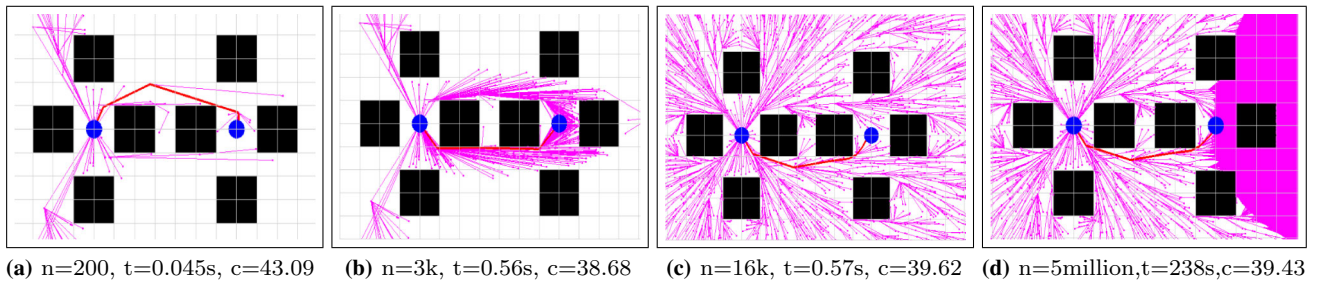 (a) n=200, t=0.045s, c=43.09
(b) n=3k, t=0.56s, c=38.68
(c) n=16k, t=0.57s, c=39.62
(d) n=5million,t=238s,c=39.43